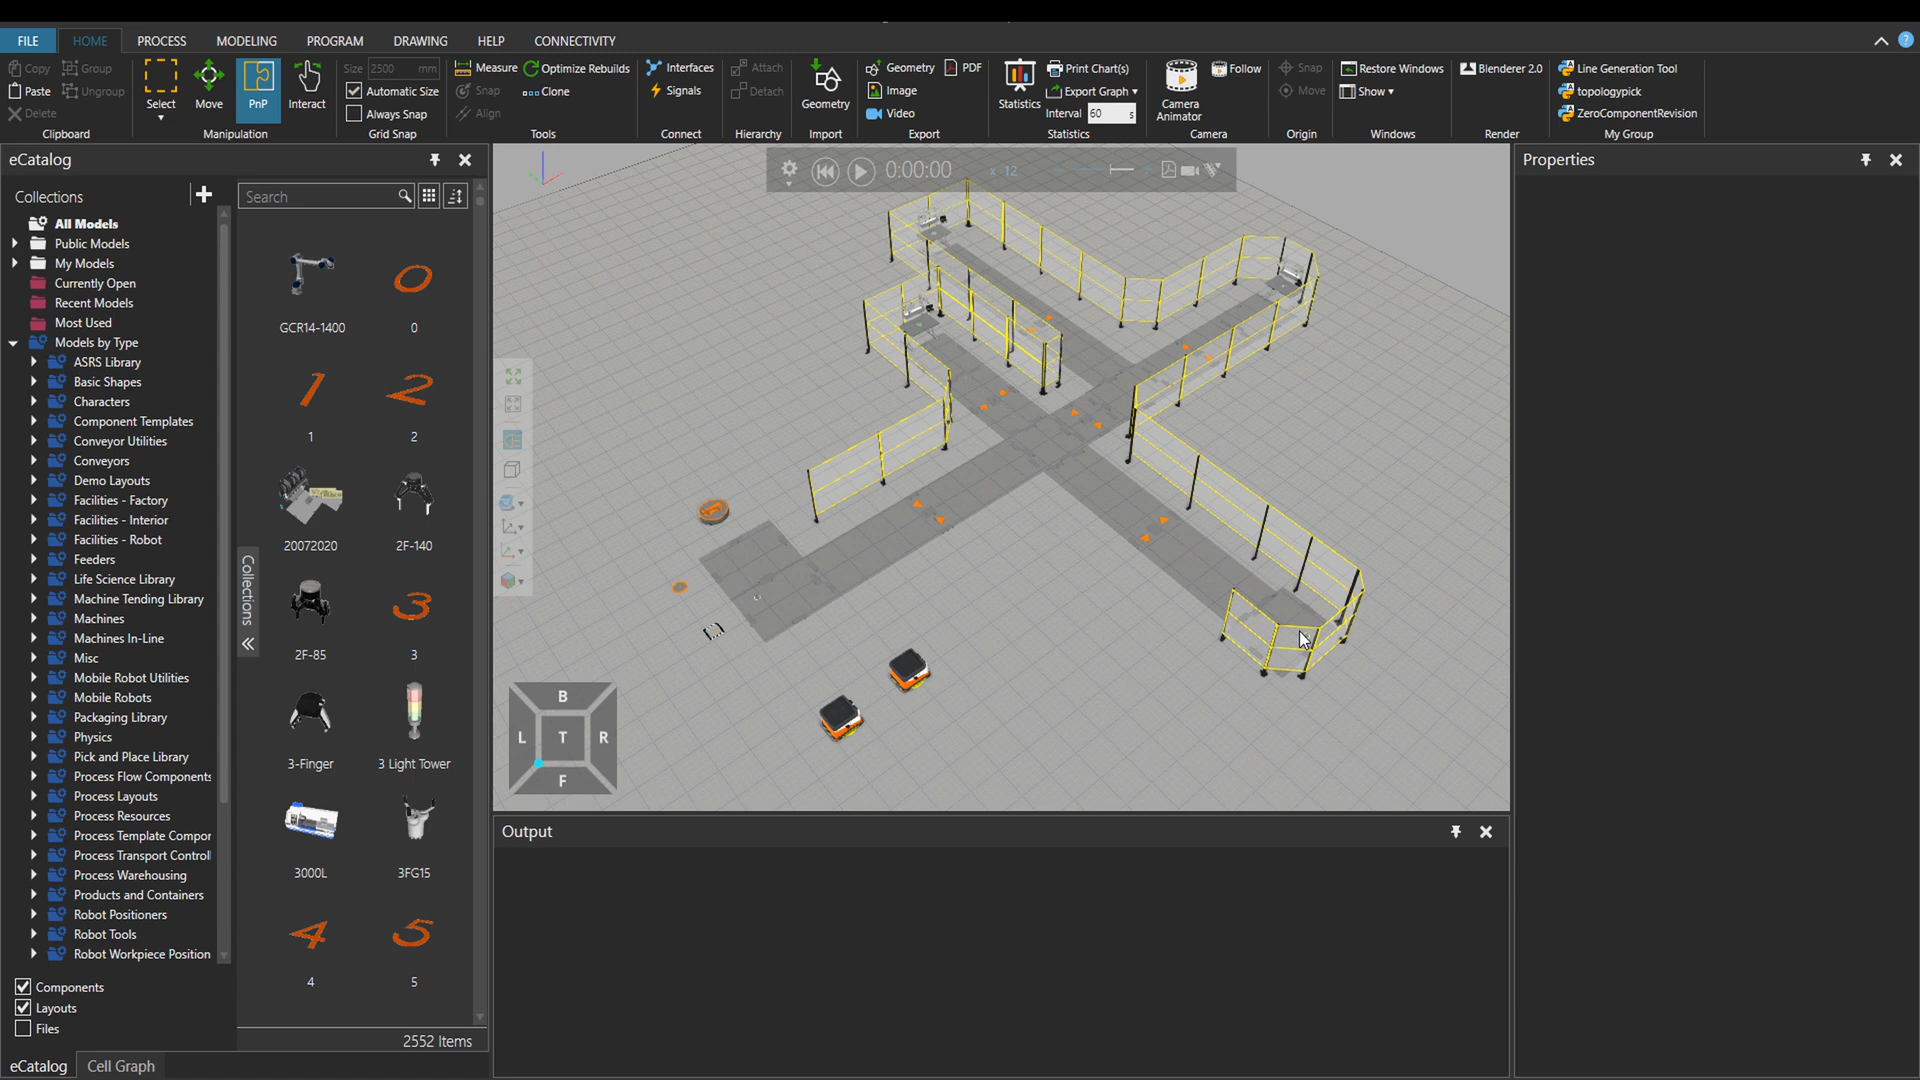 FILE HOME PROCESS MODELING PROGRAM DRAWING HELP CONNECTIVITY
Copy Group
Paste Ungroup
Delete
Clipboard
Select Move PnP Interact
Manipulation
Size 2500 mm
Automatic Size
Always Snap
Grid Snap
Measure Optimize Rebuilds
Snap Clone
Align
Tools
Interfaces
Signals
Connect
Attach
Detach
Hierarchy
Geometry
Import
Geometry PDF
Image
Video
Export
Statistics
Print Chart(s)
Export Graph
Interval 60 s
Statistics
Camera
Animator
Follow
Camera
Snap
Move
Origin
Restore Windows
Show
Windows
Blenderer 2.0
Render
Line Generation Tool
topologypick
ZeroComponentRevision
My Group
eCatalog
Collections
All Models
Public Models
My Models
Currently Open
Recent Models
Most Used
Models by Type
ASRS Library
Basic Shapes
Characters
Component Templates
Conveyor Utilities
Conveyors
Demo Layouts
Facilities - Factory
Facilities - Interior
Facilities - Robot
Feeders
Life Science Library
Machine Tending Library
Machines
Machines In-Line
Misc
Mobile Robot Utilities
Mobile Robots
Packaging Library
Physics
Pick and Place Library
Process Flow Components
Process Layouts
Process Resources
Process Template Compor
Process Transport Controll
Process Warehousing
Products and Containers
Robot Positioners
Robot Tools
Robot Workpiece Position
Components
Layouts
Files
eCatalog Cell Graph
Collections
Search
0
GCR14-1400 0
1 2
1 2
20072020 2F-140
3
2F-85 3
3-Finger 3 Light Tower
3000L 3FG15
4 5
4 5
2552 Items
0:00:00 x 12
B
L T R
F
Output
Properties